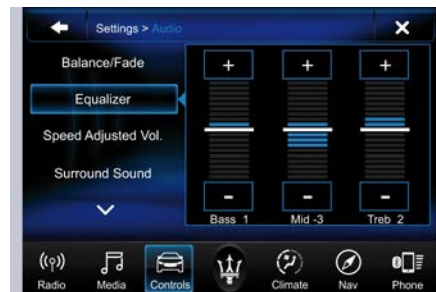 Settings > Audio
Balance/Fade
Equalizer
Speed Adjusted Vol.
Surround Sound
+ + +
- - -
Bass 1 Mid -3 Treb 2
Radio Media Controls Climate Nav Phone